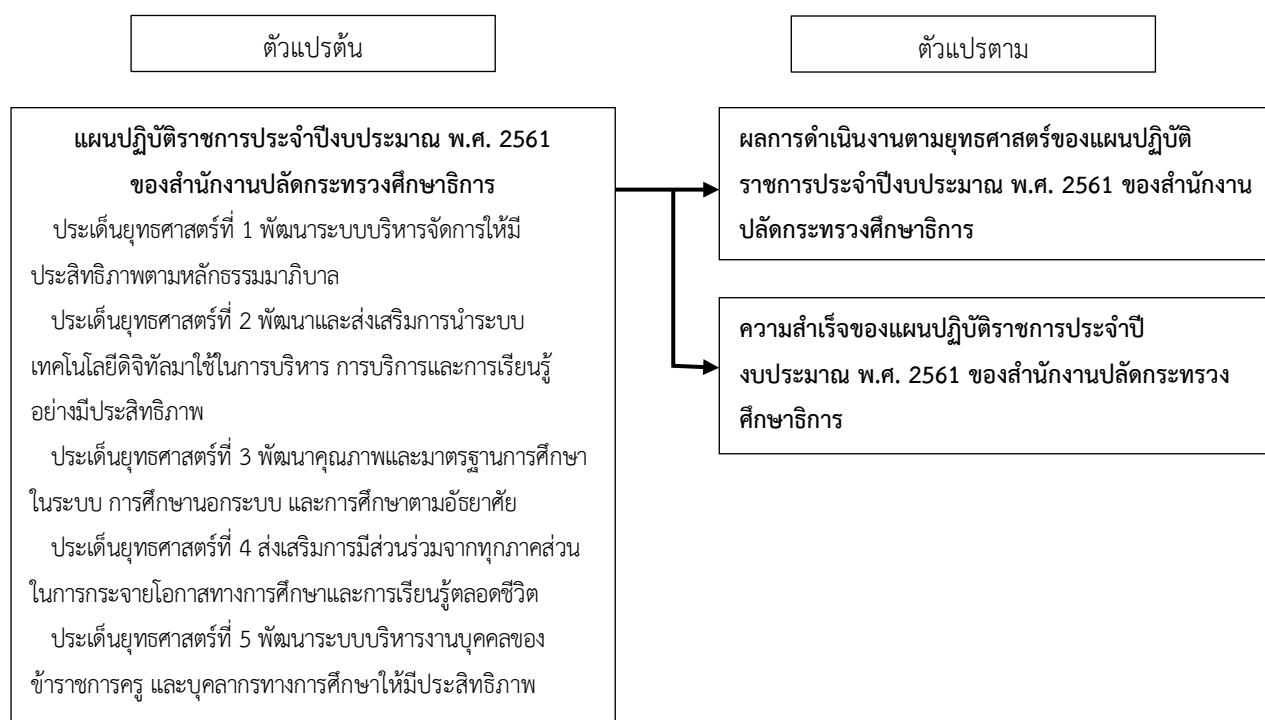 ตัวแปรต้น
ตัวแปรตาม
แผนปฏิบัติราชการประจำปีงบประมาณ พ.ศ. 2561
ของสำนักงานปลัดกระทรวงศึกษาธิการ
ประเด็นยุทธศาสตร์ที่ 1 พัฒนาระบบบริหารจัดการให้มี
ประสิทธิภาพตามหลักธรรมมาภิบาล
ประเด็นยุทธศาสตร์ที่ 2 พัฒนาและส่งเสริมการนำระบบ
เทคโนโลยีดิจิทัลมาใช้ในการบริหาร การบริการและการเรียนรู้
อย่างมีประสิทธิภาพ
ประเด็นยุทธศาสตร์ที่ 3 พัฒนาคุณภาพและมาตรฐานการศึกษา
ในระบบ การศึกษานอกระบบ และการศึกษาตามอัธยาศัย
ประเด็นยุทธศาสตร์ที่ 4 ส่งเสริมการมีส่วนร่วมจากทุกภาคส่วน
ในการกระจายโอกาสทางการศึกษาและการเรียนรู้ตลอดชีวิต
ประเด็นยุทธศาสตร์ที่ 5 พัฒนาระบบบริหารงานบุคคลของ
ข้าราชการครู และบุคลากรทางการศึกษาให้มีประสิทธิภาพ
ผลการดำเนินงานตามยุทธศาสตร์ของแผนปฏิบัติ
ราชการประจำปีงบประมาณ พ.ศ. 2561 ของสำนักงาน
ปลัดกระทรวงศึกษาธิการ
ความสำเร็จของแผนปฏิบัติราชการประจำปี
งบประมาณ พ.ศ. 2561 ของสำนักงานปลัดกระทรวง
ศึกษาธิการ